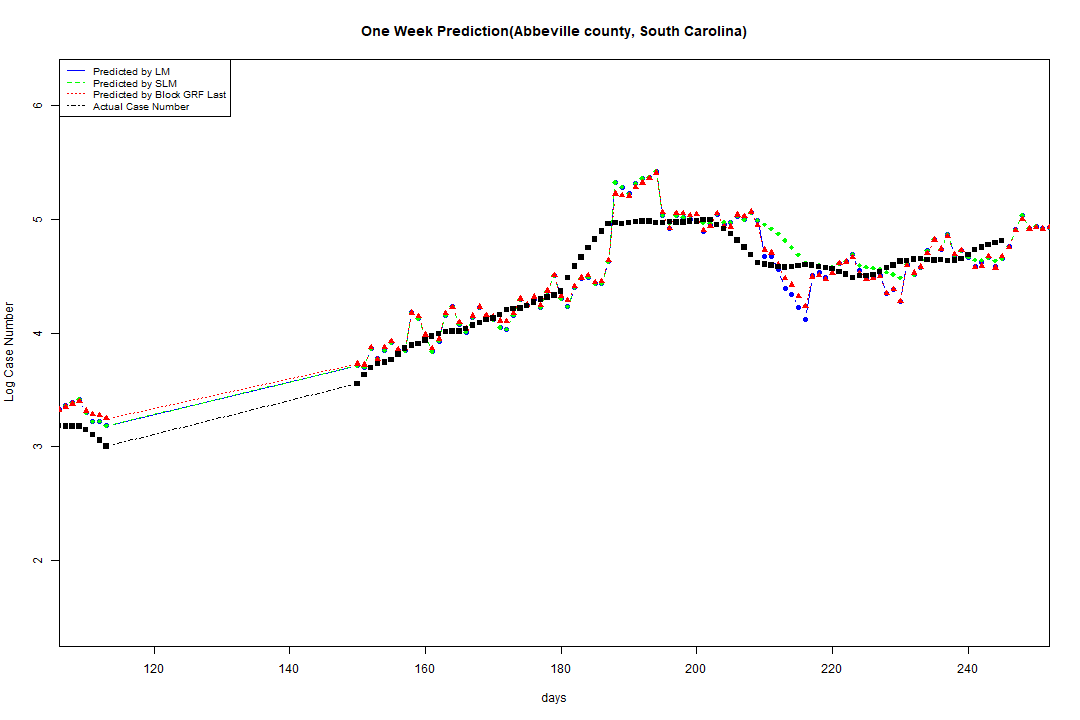 One Week Prediction(Abbeville county, South Carolina)
Predicted by LM
Predicted by SLM
Predicted by Block GRF Last
Actual Case Number
6
5
4
3
2
Log Case Number
120 140 160 180 200 220 240
days